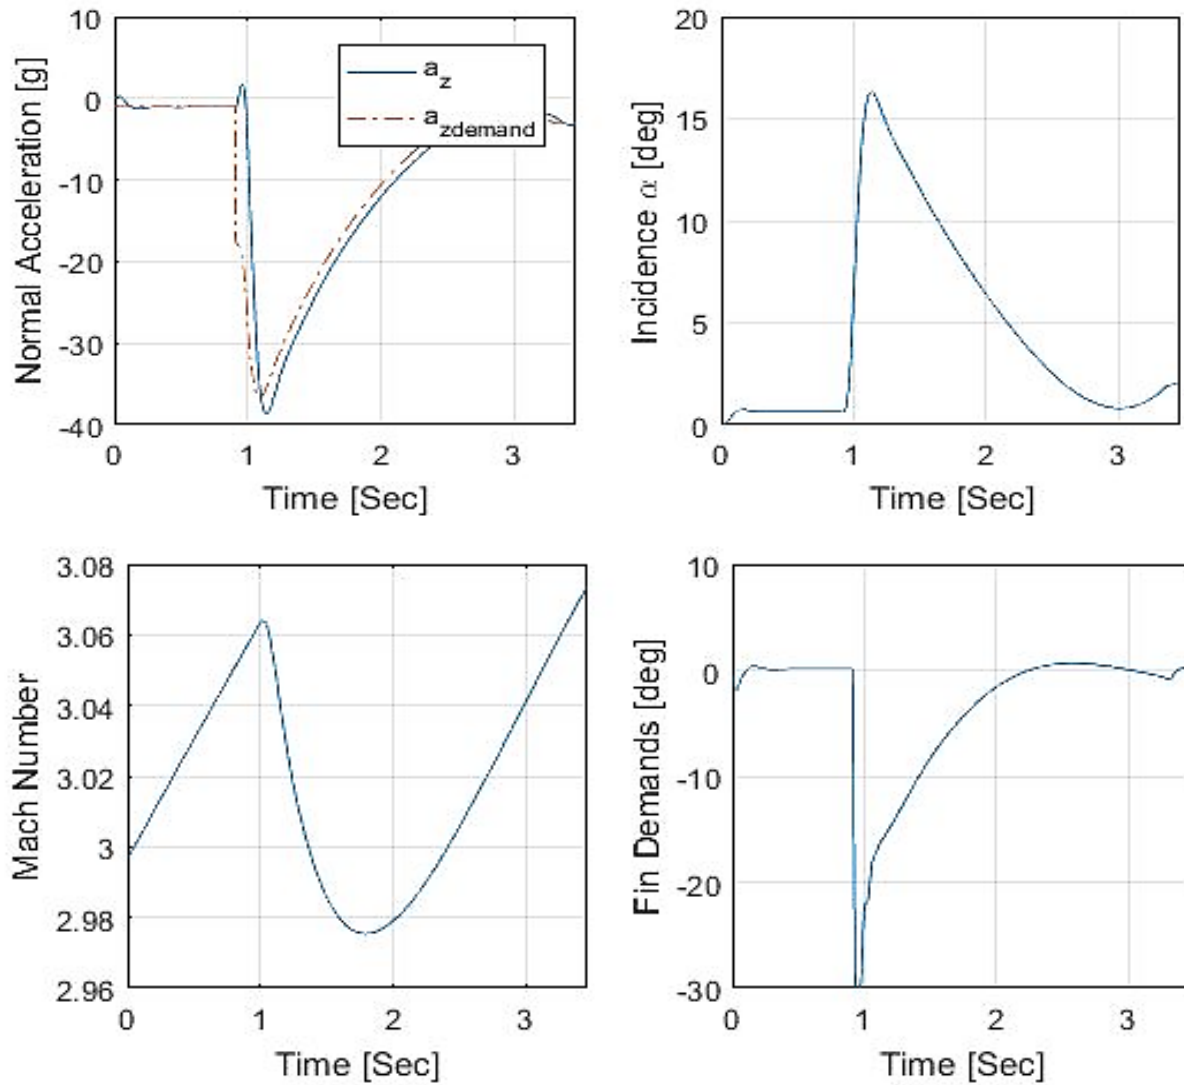 Normal Acceleration [g]
10
0
-10
-20
-30
-40
a_z
a_zdemand
0 1 2 3
Time [Sec]
Incidence α [deg]
20
15
10
5
0
0 1 2 3
Time [Sec]
Mach Number
3.08
3.06
3.04
3.02
3
2.98
2.96
0 1 2 3
Time [Sec]
Fin Demands [deg]
10
0
-10
-20
-30
0 1 2 3
Time [Sec]